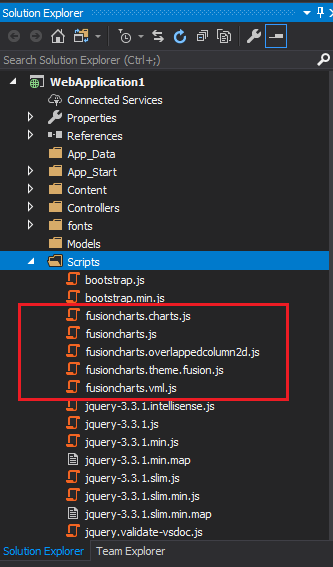 Solution Explorer
Search Solution Explorer (Ctrl+;)
WebApplication1
Connected Services
Properties
References
App_Data
App_Start
Content
Controllers
fonts
Models
Scripts
bootstrap.js
bootstrap.min.js
fusioncharts.charts.js
fusioncharts.js
fusioncharts.overlappedcolumn2d.js
fusioncharts.theme.fusion.js
fusioncharts.vml.js
jquery-3.3.1.intellisense.js
jquery-3.3.1.js
jquery-3.3.1.min.js
jquery-3.3.1.min.map
jquery-3.3.1.slim.js
jquery-3.3.1.slim.min.js
jquery-3.3.1.slim.min.map
jquery.validate-vsdoc.js
Solution Explorer Team Explorer